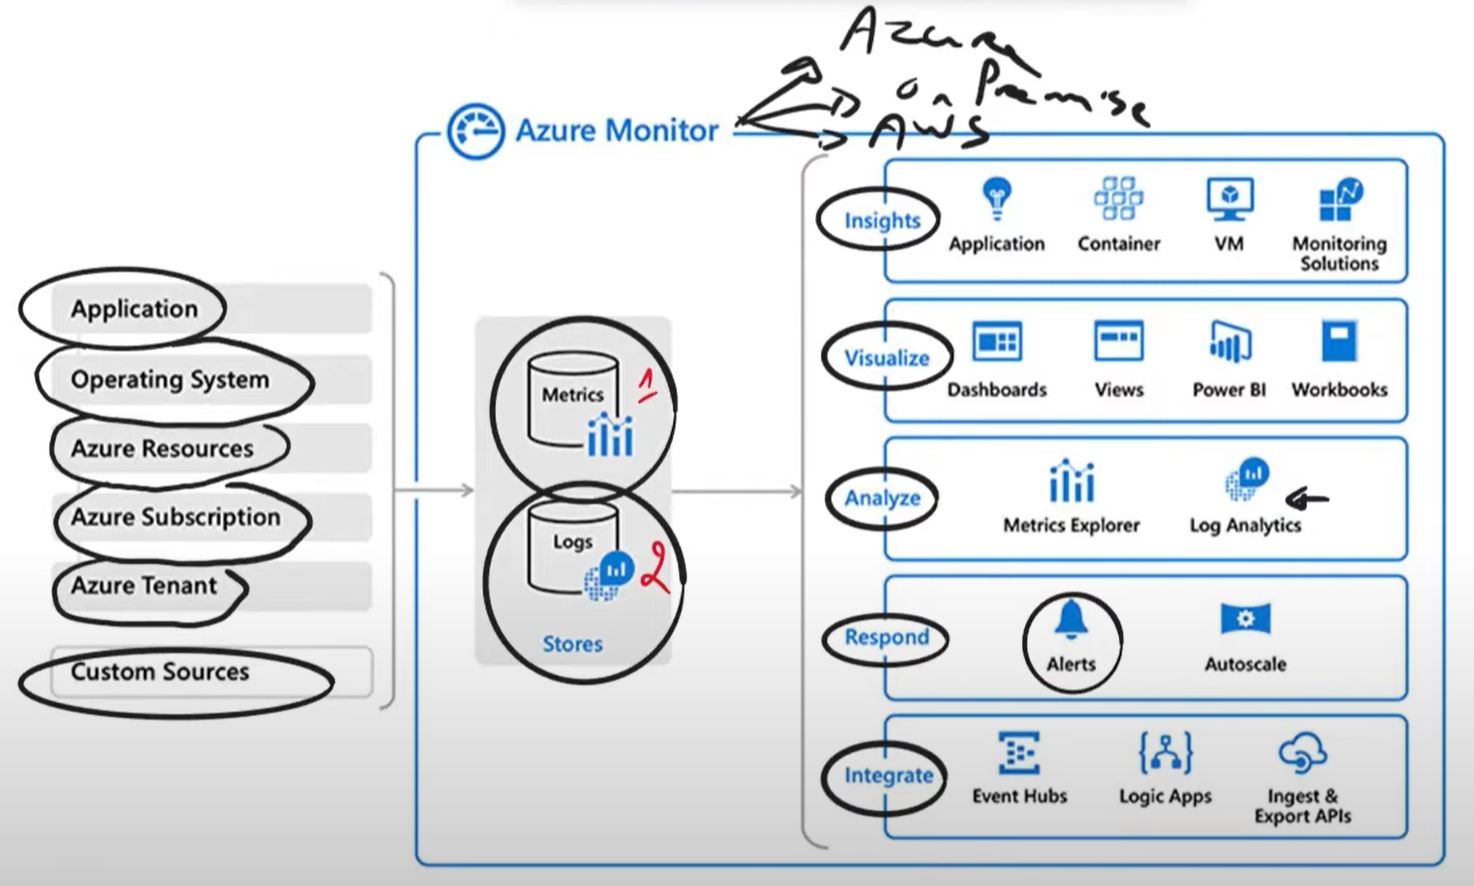 Azure
on Premise
AWS
Azure Monitor
Application
Operating System
Azure Resources
Azure Subscription
Azure Tenant
Custom Sources
Metrics
1
Logs
2
Stores
Insights
Application
Container
VM
Monitoring
Solutions
Visualize
Dashboards
Views
Power BI
Workbooks
Analyze
Metrics Explorer
Log Analytics
Respond
Alerts
Autoscale
Integrate
Event Hubs
Logic Apps
Ingest &
Export APIs